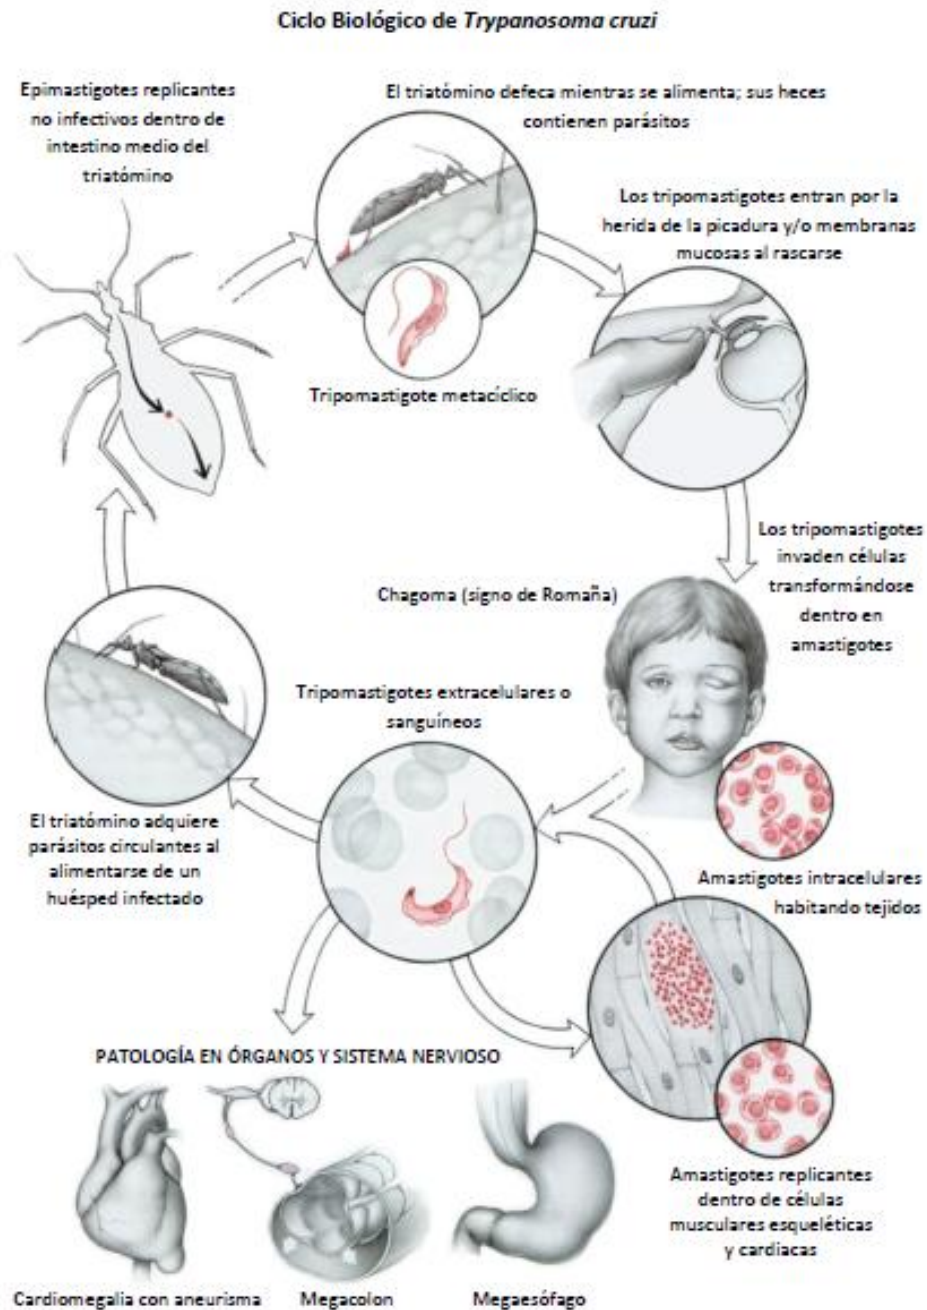 Ciclo Biológico de Trypanosoma cruzi
Epimastigotes replicantes
no infectivos dentro de
intestino medio del
triatómino
El triatómino defeca mientras se alimenta; sus heces
contienen parásitos
Los tripomastigotes entran por la
herida de la picadura y/o membranas
mucosas al rascarse
Tripomastigote metacíclico
Los tripomastigotes
invaden células
transformándose
dentro en
amastigotes
Chagoma (signo de Romaña)
Tripomastigotes extracelulares o
sanguíneos
El triatómino adquiere
parásitos circulantes al
alimentarse de un
huésped infectado
Amastigotes intracelulares
habitando tejidos
PATOLOGÍA EN ÓRGANOS Y SISTEMA NERVIOSO
Amastigotes replicantes
dentro de células
musculares esqueléticas
y cardiacas
Cardiomegalia con aneurisma
Megacolon
Megaesófago